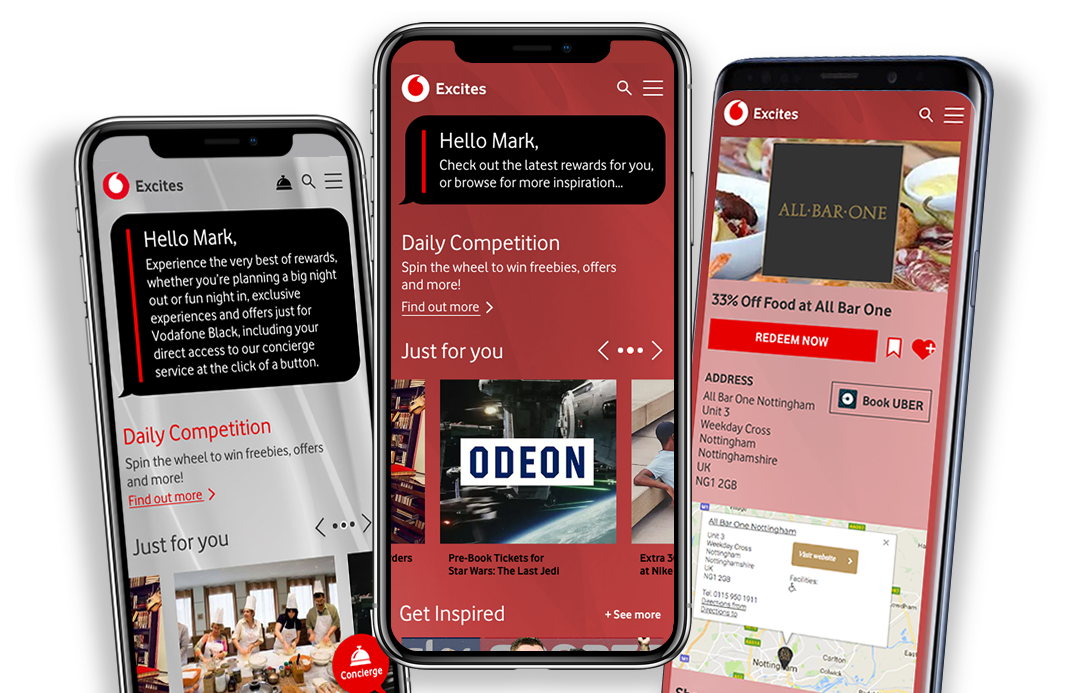 Excites
Hello Mark,
Experience the very best of rewards,
whether you're planning a big night
out or fun night in, exclusive
experiences and offers just for
Vodafone Black, including your
direct access to our concierge
service at the click of a button.
Daily Competition
Spin the wheel to win freebies, offers
and more!
Find out more
Just for you
Concierge
Excites
Hello Mark,
Check out the latest rewards for you,
or browse for more inspiration...
Daily Competition
Spin the wheel to win freebies, offers
and more!
Find out more
Just for you
ODEON
rders
Pre-Book Tickets for
Star Wars: The Last Jedi
Extra 3
at Nike
Get Inspired
+ See more
Excites
ALL·BAR·ONE
33% Off Food at All Bar One
REDEEM NOW
ADDRESS
All Bar One Nottingham
Unit 3
Weekday Cross
Nottingham
Nottinghamshire
UK
NG1 2GB
Book UBER
All Bar One Nottingham
Unit 3
Weekday Cross
Nottingham
Nottinghamshire
UK
NG1 2GB
Tel: 0115 950 1911
Directions from
Directions to
Visit website
Facilities:
Nottingham
Carlton
Colwick